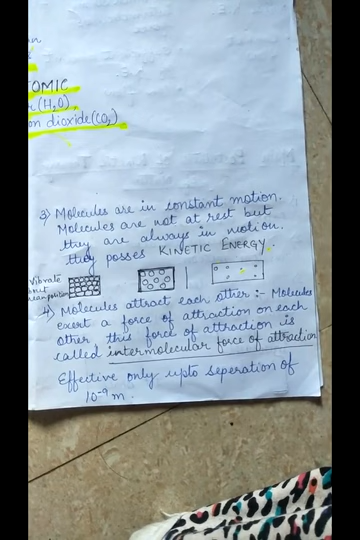 TOMIC
r(H₂O),
on dioxide(CO₂)
3) Molecules are in constant motion.
Molecules are not at rest but
they are always in motion.
they posses KINETIC ENERGY.
Vibrate
mean position
4) Molecules attract each other :- Molecules
exert a force of attraction on each
other, this force of attraction is
called intermolecular force of attraction
Effective only upto seperation of
10⁻⁹ m.